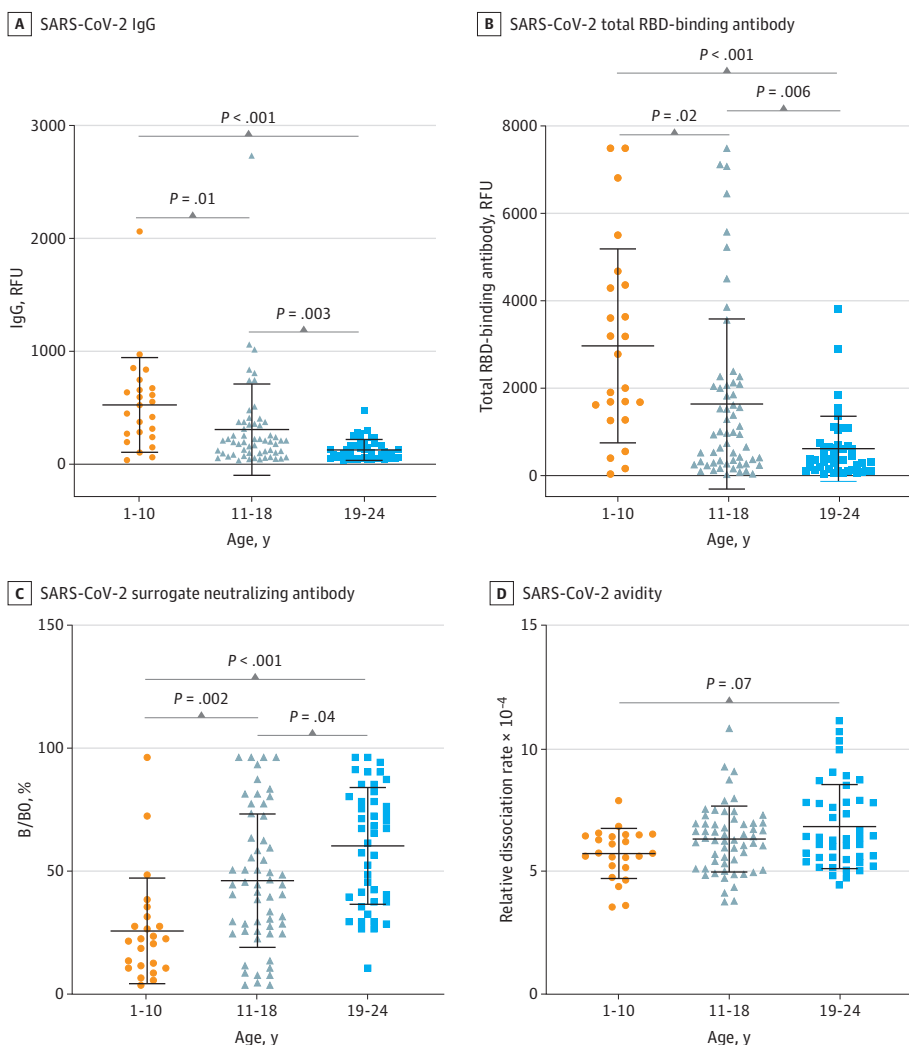 A SARS-CoV-2 IgG
IgG, RFU
3000
2000
1000
0
P < .001
P = .01
P = .003
1-10
11-18
19-24
Age, y
B SARS-CoV-2 total RBD-binding antibody
Total RBD-binding antibody, RFU
8000
6000
4000
2000
0
P < .001
P = .006
P = .02
1-10
11-18
19-24
Age, y
C SARS-CoV-2 surrogate neutralizing antibody
B/B0, %
150
100
50
0
P < .001
P = .002
P = .04
1-10
11-18
19-24
Age, y
D SARS-CoV-2 avidity
Relative dissociation rate × 10⁻⁴
15
10
5
0
P = .07
1-10
11-18
19-24
Age, y